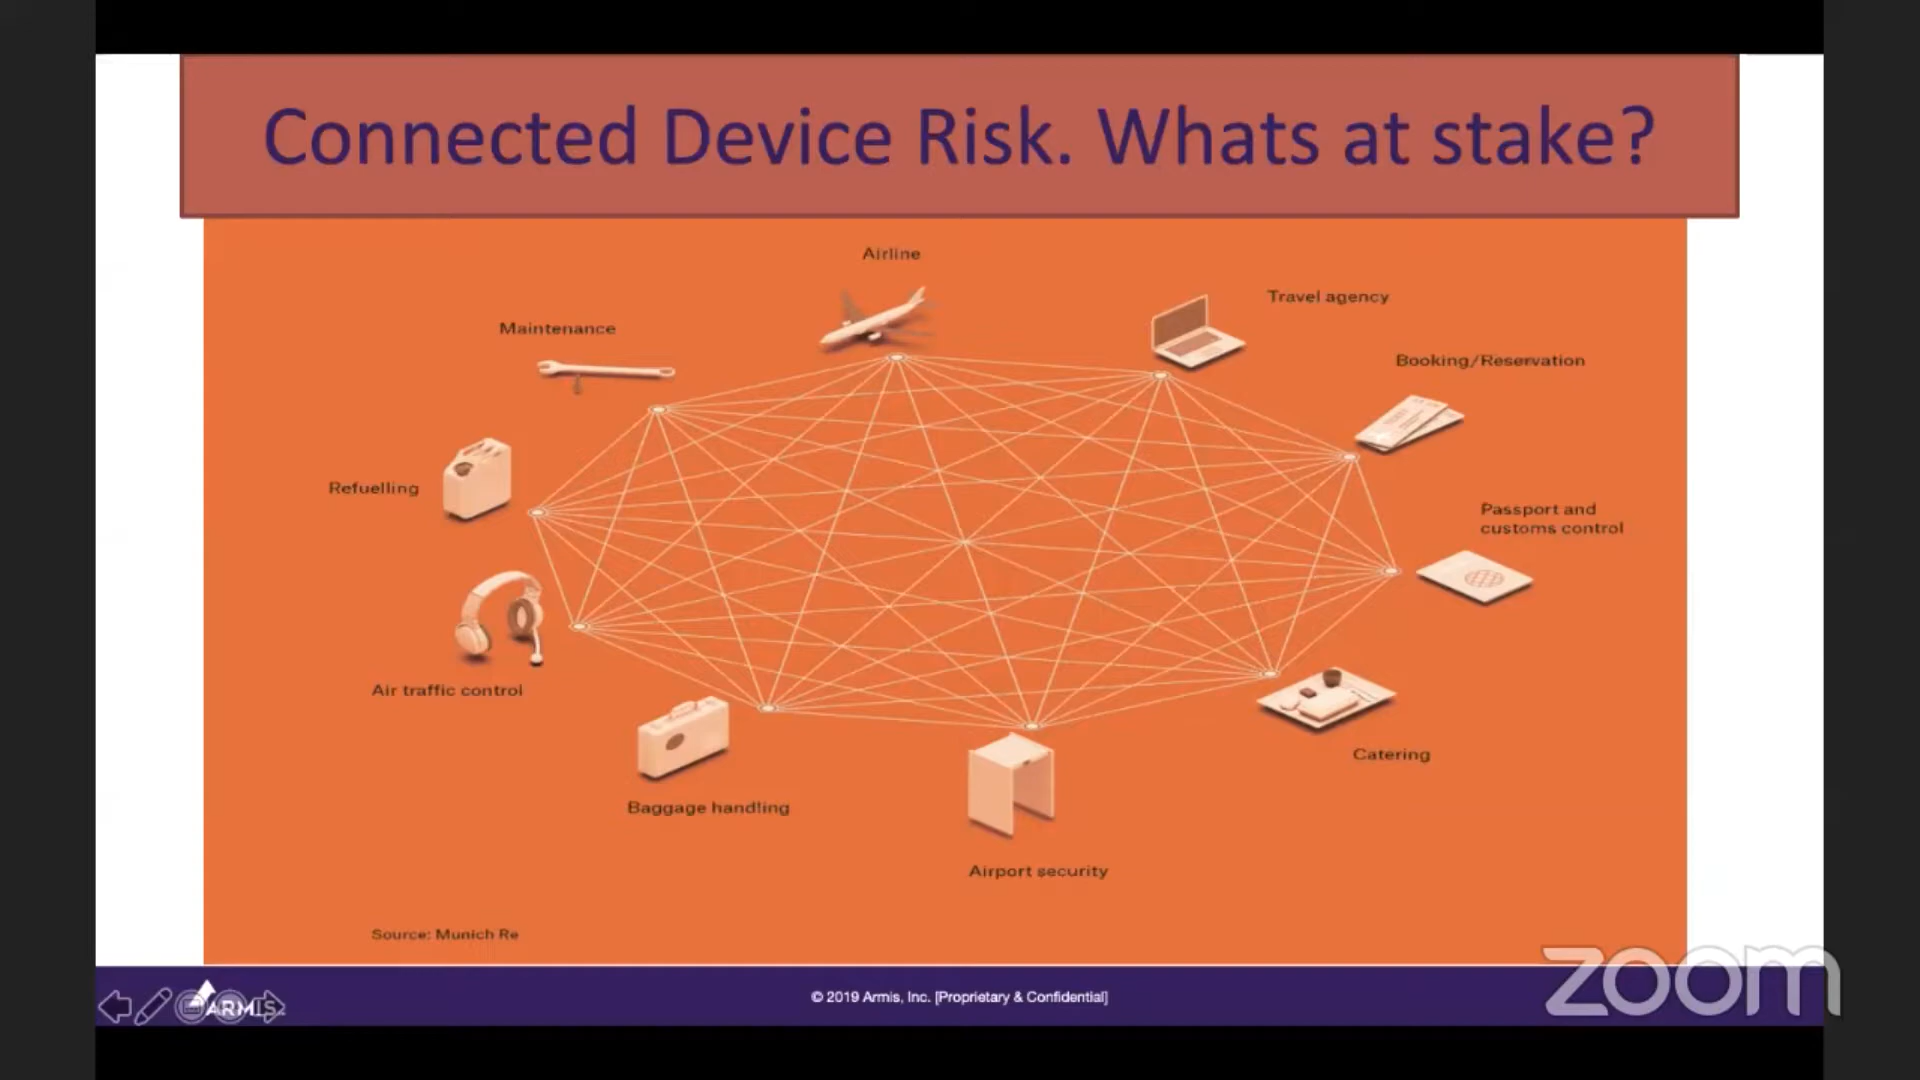 Connected Device Risk. Whats at stake?
Airline
Travel agency
Maintenance
Booking/Reservation
Refuelling
Passport and
customs control
Air traffic control
Catering
Baggage handling
Airport security
Source: Munich Re
ARMIS.
© 2019 Armis, Inc. [Proprietary & Confidential]
zoom